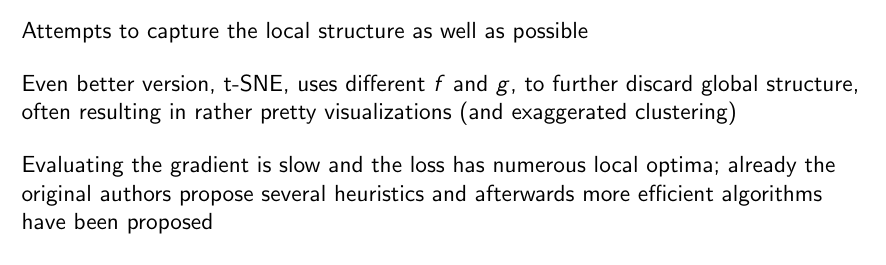 Attempts to capture the local structure as well as possible
Even better version, t-SNE, uses different f and g, to further discard global structure,
often resulting in rather pretty visualizations (and exaggerated clustering)
Evaluating the gradient is slow and the loss has numerous local optima; already the
original authors propose several heuristics and afterwards more efficient algorithms
have been proposed